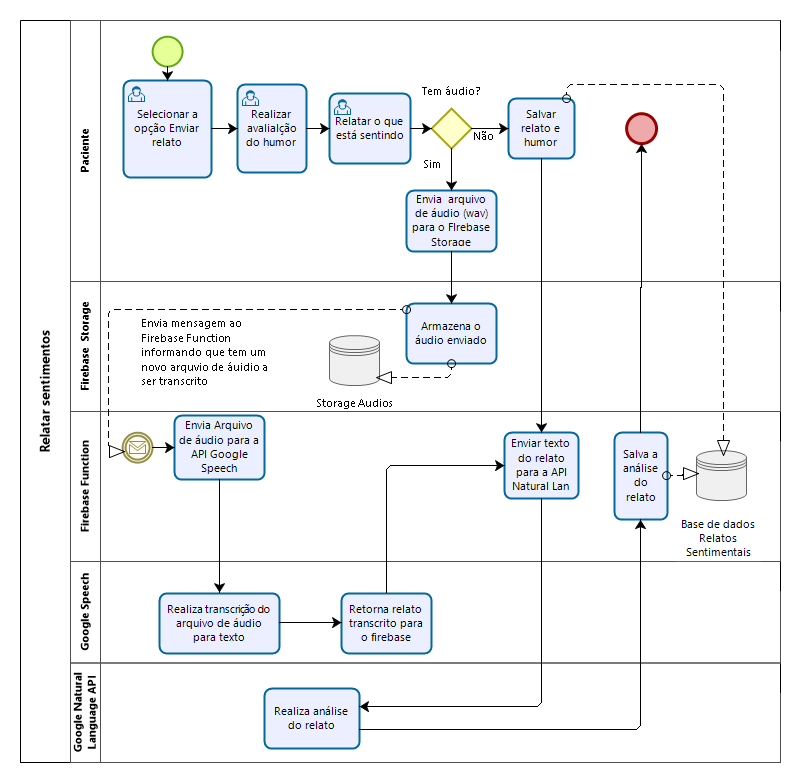 Relatar sentimentos
Paciente
Selecionar a
opção Enviar
relato
Realizar
avalialção
do humor
Relatar o que
está sentindo
Tem áudio?
Não
Sim
Salvar
relato e
humor
Envia arquivo
de áudio (wav)
para o FIrebase
Storage
Firebase Storage
Envia mensagem ao
Firebase Function
informando que tem um
novo arquvio de áuidio a
ser transcrito
Armazena o
áudio enviado
Storage Audios
Firebase Function
Envia Arquivo
de áudio para a
API Google
Speech
Enviar texto
do relato
para a API
Natural Lan
Salva a
análise
do
relato
Base de dados
Relatos
Sentimentais
Google Speech
Realiza transcrição do
arquivo de áudio
para texto
Retorna relato
transcrito para
o firebase
Google Natural
Language API
Realiza análise
do relato